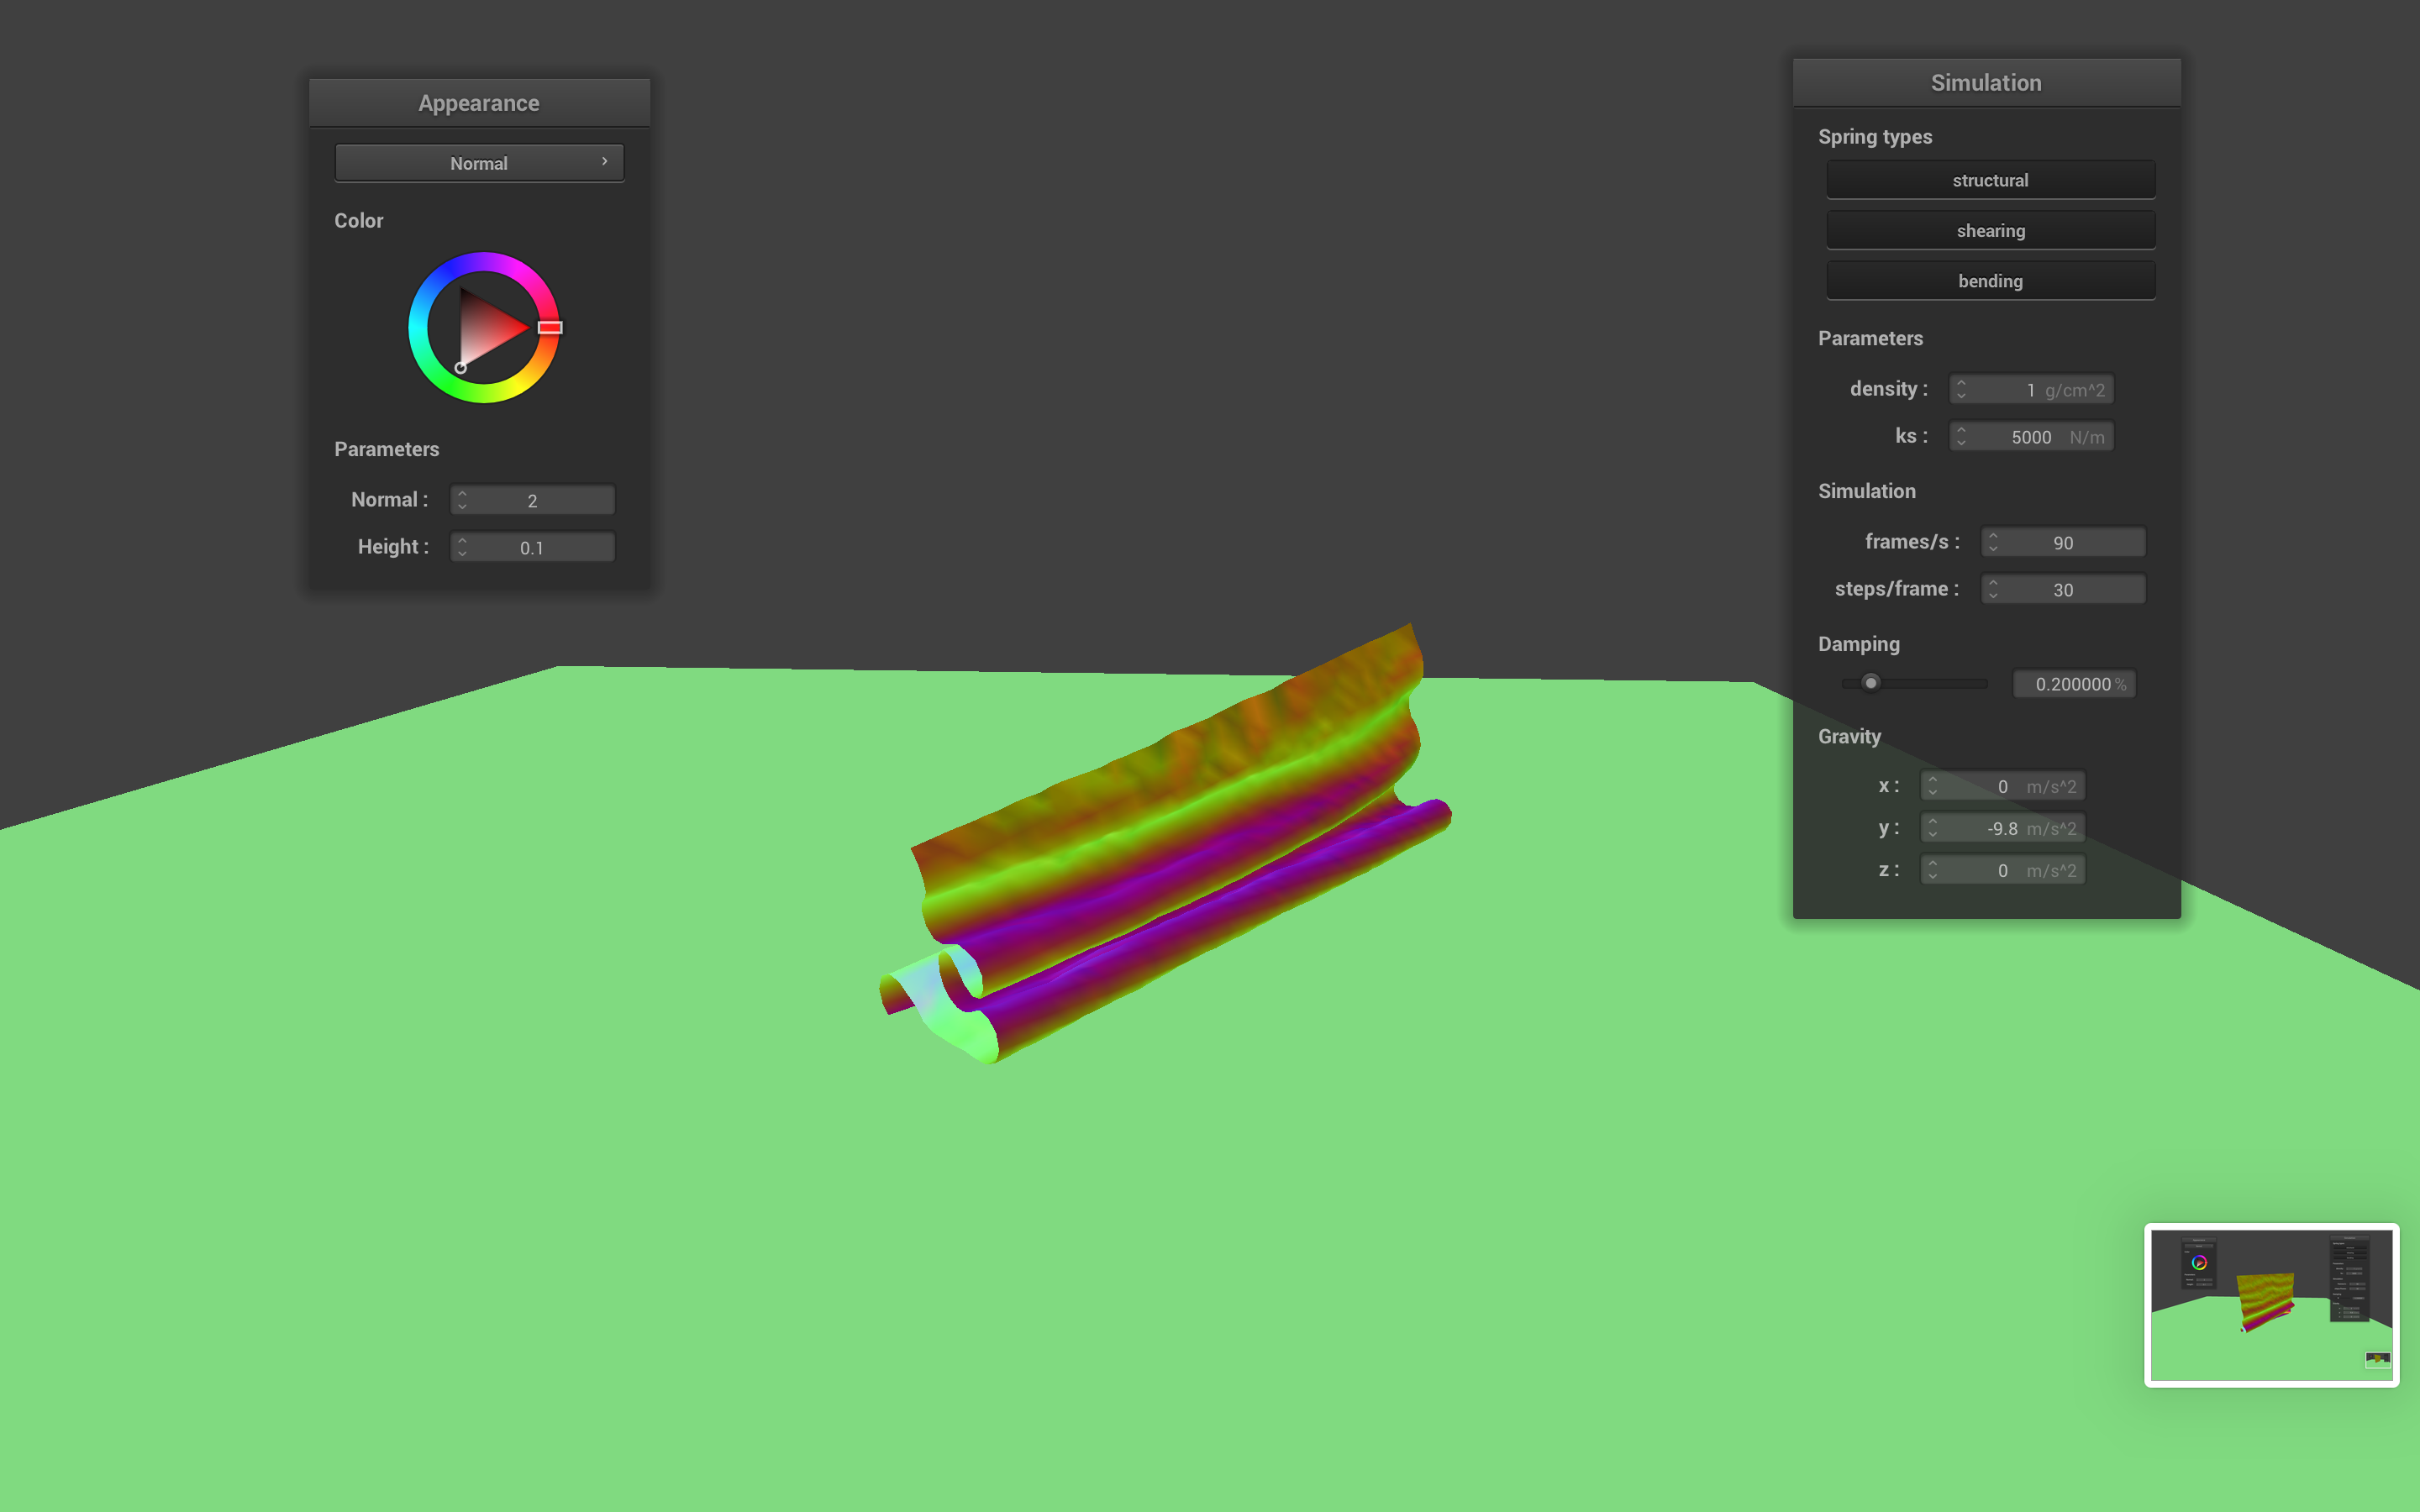 Appearance
Normal
Color
Parameters
Normal : 2
Height : 0.1
Simulation
Spring types
structural
shearing
bending
Parameters
density : 1 g/cm^2
ks : 5000 N/m
Simulation
frames/s : 90
steps/frame : 30
Damping
0.200000 %
Gravity
x : 0 m/s^2
y : -9.8 m/s^2
z : 0 m/s^2